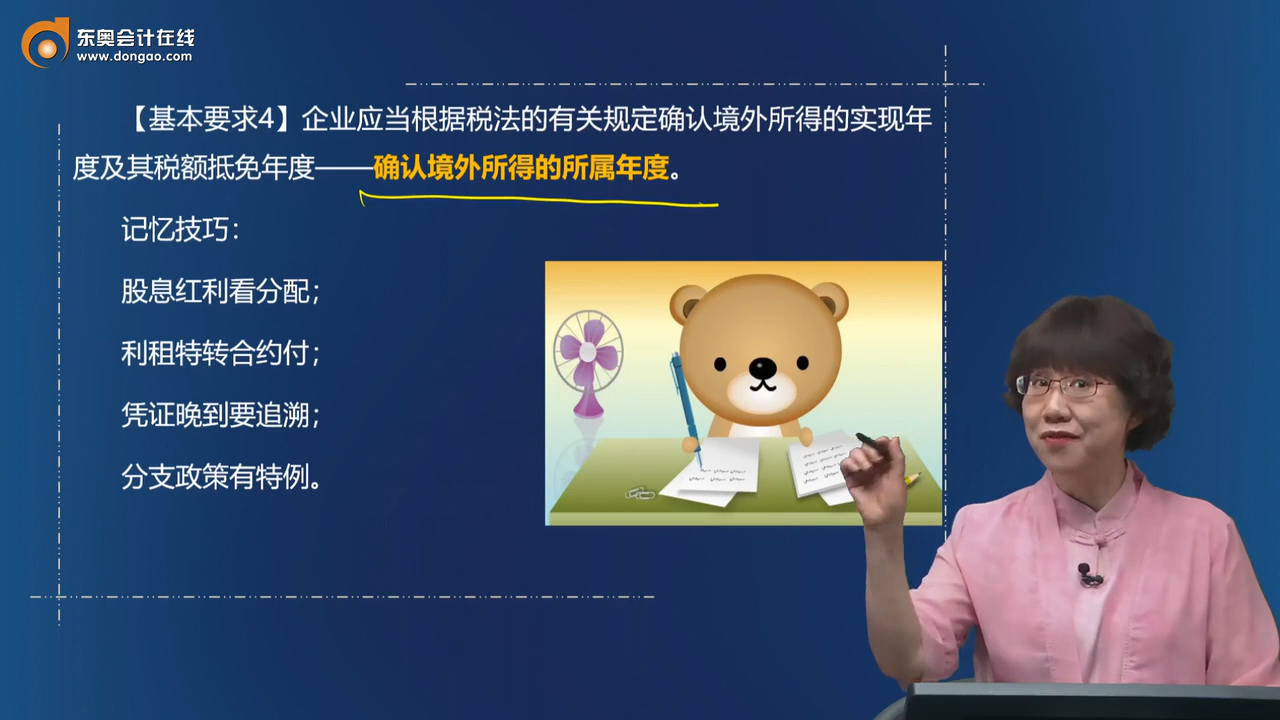 东奥会计在线
www.dongao.com
【基本要求4】企业应当根据税法的有关规定确认境外所得的实现年
度及其税额抵免年度——确认境外所得的所属年度。
记忆技巧：
股息红利看分配；
利租特转合约付；
凭证晚到要追溯；
分支政策有特例。